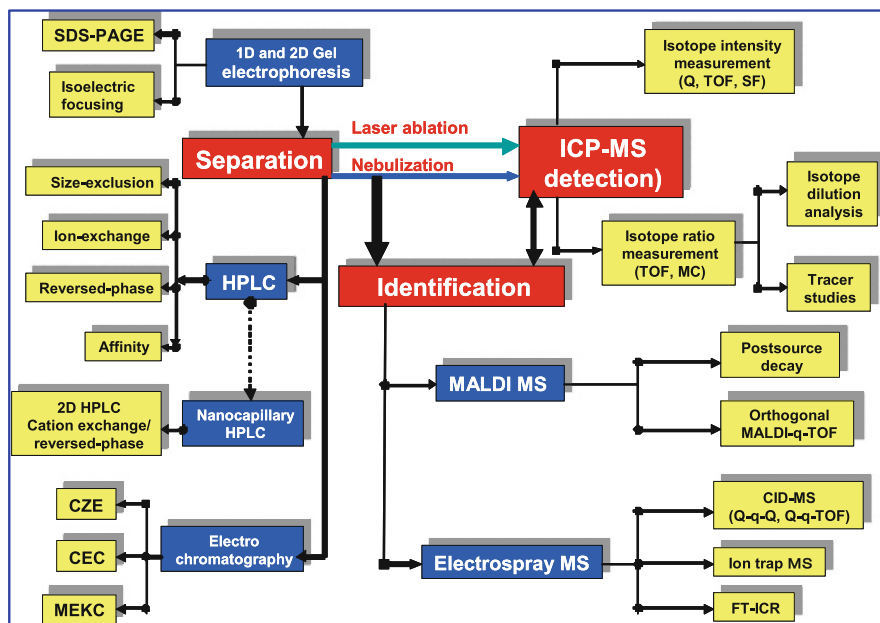 SDS-PAGE
Isoelectric
focusing
1D and 2D Gel
electrophoresis
Laser ablation
Separation
Nebulization
ICP-MS
detection)
Isotope intensity
measurement
(Q, TOF, SF)
Isotope
dilution
analysis
Isotope ratio
measurement
(TOF, MC)
Tracer
studies
Size-exclusion
Ion-exchange
Reversed-phase
Affinity
HPLC
Identification
2D HPLC
Cation exchange/
reversed-phase
Nanocapillary
HPLC
MALDI MS
Postsource
decay
Orthogonal
MALDI-q-TOF
CZE
CEC
MEKC
Electro
chromatography
Electrospray MS
CID-MS
(Q-q-Q, Q-q-TOF)
Ion trap MS
FT-ICR